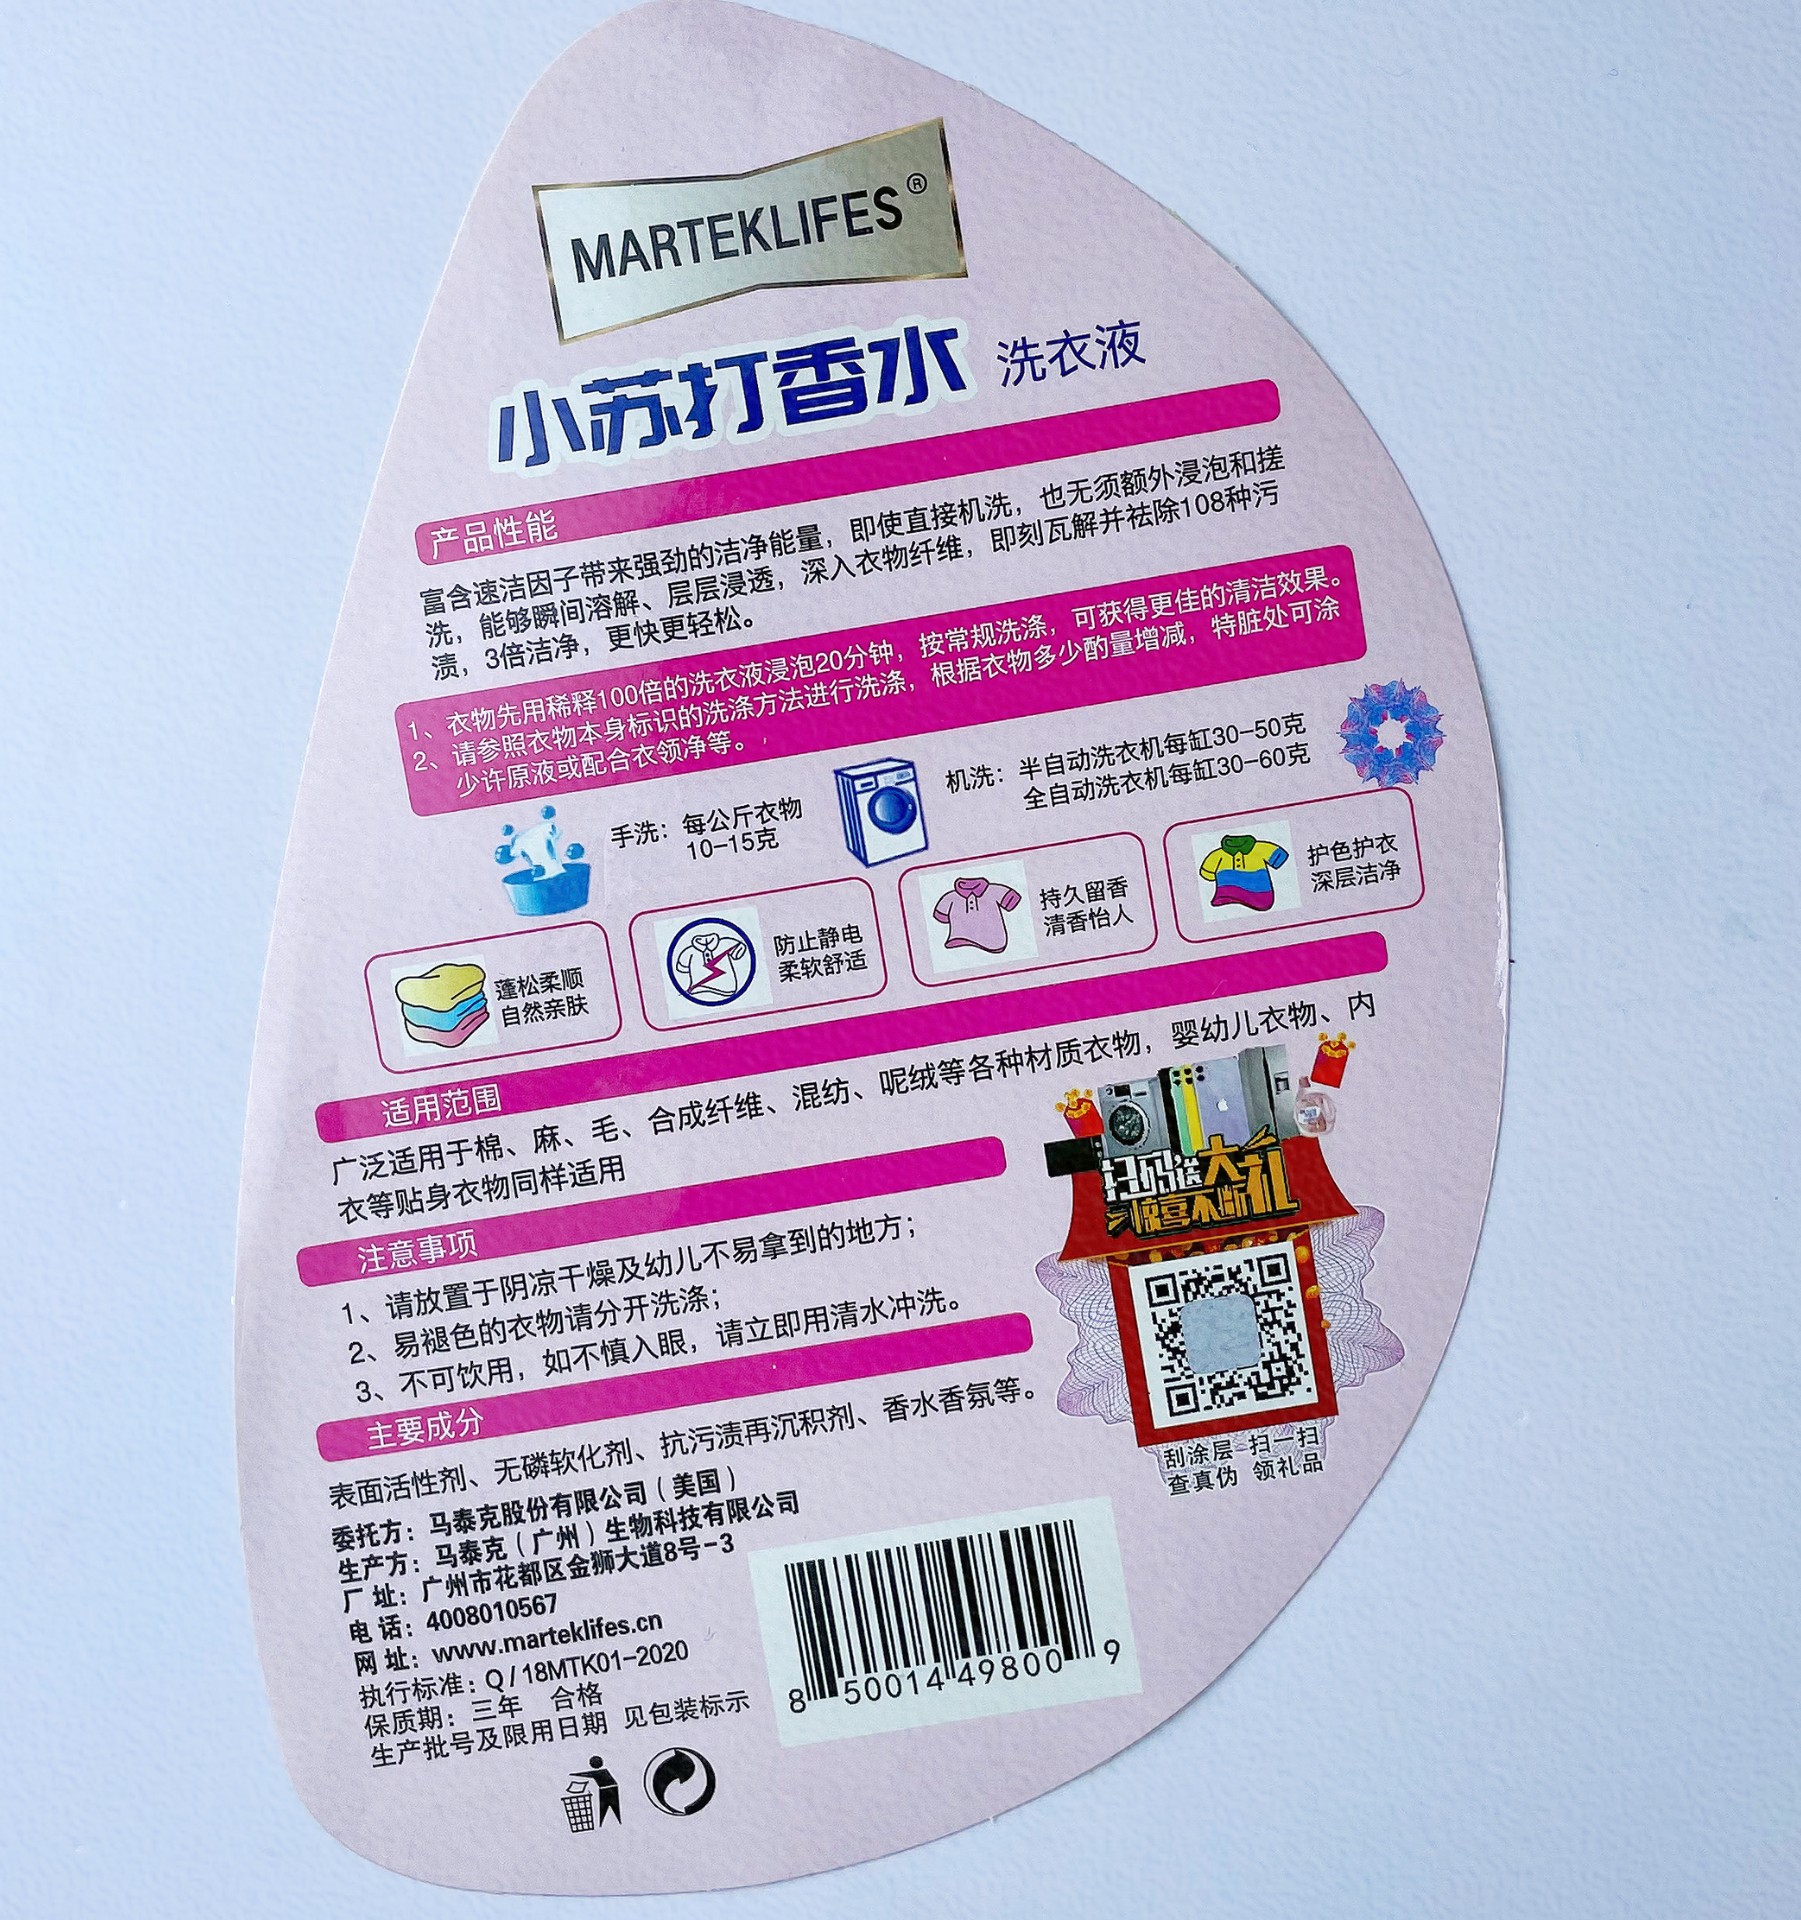 MARTEKLIFES®
小苏打香水 洗衣液
产品性能
富含速洁因子带来强劲的洁净能量，即使直接机洗，也无须额外浸泡和搓
洗，能够瞬间溶解、层层浸透，深入衣物纤维，即刻瓦解并祛除108种污
渍，3倍洁净，更快更轻松。
1、衣物先用稀释100倍的洗衣液浸泡20分钟，按常规洗涤，可获得更佳的清洁效果。
2、请参照衣物本身标识的洗涤方法进行洗涤，根据衣物多少酌量增减，特脏处可涂
少许原液或配合衣领净等。
手洗：每公斤衣物
10-15克
机洗：半自动洗衣机每缸30-50克
全自动洗衣机每缸30-60克
蓬松柔顺
自然亲肤
防止静电
柔软舒适
持久留香
清香怡人
护色护衣
深层洁净
适用范围
广泛适用于棉、麻、毛、合成纤维、混纺、呢绒等各种材质衣物，婴幼儿衣物、内
衣等贴身衣物同样适用
注意事项
1、请放置于阴凉干燥及幼儿不易拿到的地方；
2、易褪色的衣物请分开洗涤；
3、不可饮用，如不慎入眼，请立即用清水冲洗。
主要成分
表面活性剂、无磷软化剂、抗污渍再沉积剂、香水香氛等。
扫码送大礼
惊喜不断
刮涂层 扫一扫
查真伪 领礼品
委托方：马泰克股份有限公司（美国）
生产方：马泰克（广州）生物科技有限公司
厂 址：广州市花都区金狮大道8号-3
电 话：4008010567
网 址：www.marteklifes.cn
执行标准：Q/18MTK01-2020
保质期：三年 合格
生产批号及限用日期 见包装标示
8 50014 49800 9